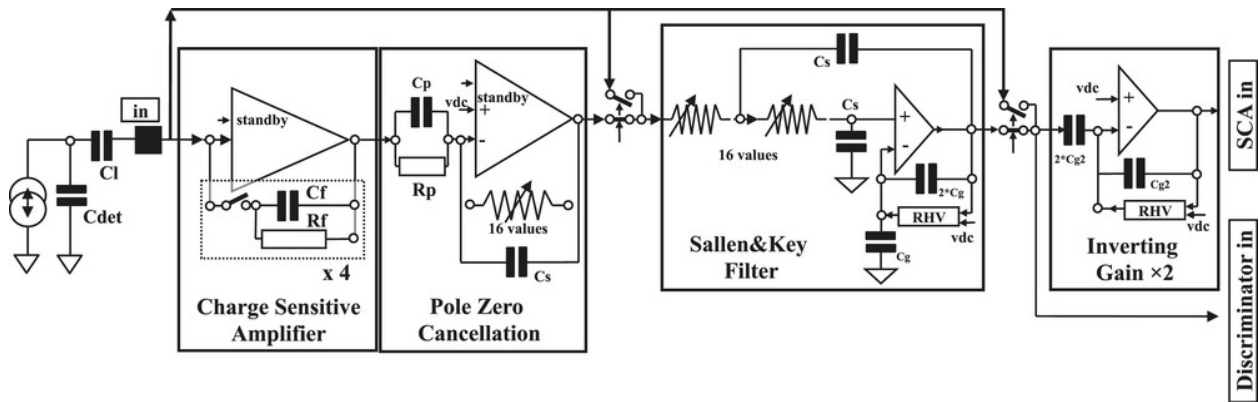 in
Cl
Cdet
standby
Cf
Rf
x 4
Charge Sensitive
Amplifier
Cp
vdc
standby
+
-
Rp
16 values
Cs
Pole Zero
Cancellation
Cs
Cs
16 values
+
-
2*Cg
RHV
vdc
Cg
Sallen&Key
Filter
2*Cg2
vdc
+
-
Cg2
RHV
vdc
Inverting
Gain ×2
SCA in
Discriminator in